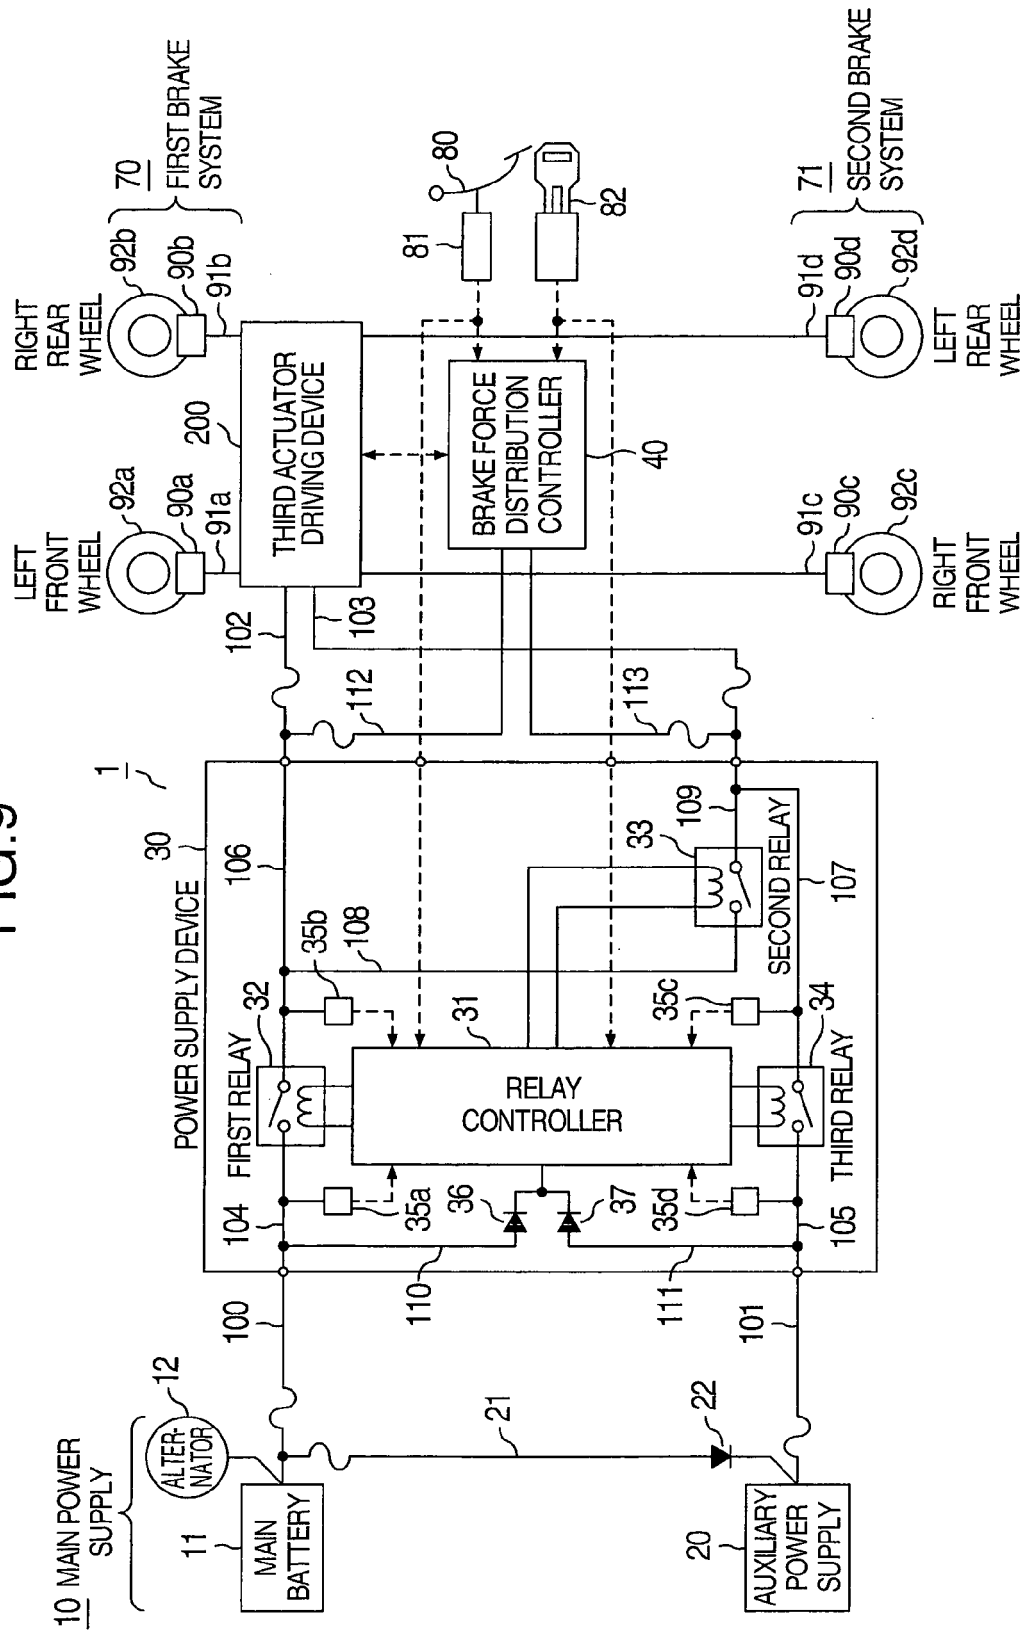 FIG.9
10 MAIN POWER
SUPPLY
12
ALTER-
NATOR
11
MAIN
BATTERY
20
AUXILIARY
POWER
SUPPLY
21
22
100
101
1
30
POWER SUPPLY DEVICE
104
FIRST RELAY
32
106
35b
108
35a
36
37
35d
110
111
105
31
RELAY
CONTROLLER
35c
34
THIRD RELAY
33
SECOND RELAY
109
107
102
103
112
113
LEFT
FRONT
WHEEL
92a
90a
91a
200
THIRD ACTUATOR
DRIVING DEVICE
RIGHT
REAR
WHEEL
92b
90b
91b
70
FIRST BRAKE
SYSTEM
BRAKE FORCE
DISTRIBUTION
CONTROLLER
40
81
80
82
91c
90c
92c
RIGHT
FRONT
WHEEL
91d
90d
92d
LEFT
REAR
WHEEL
71
SECOND BRAKE
SYSTEM